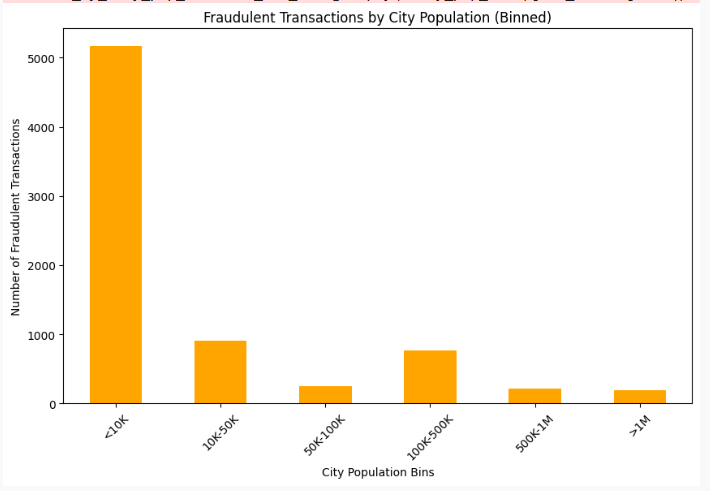 Fraudulent Transactions by City Population (Binned)
Number of Fraudulent Transactions
5000
4000
3000
2000
1000
0
<10K
10K-50K
50K-100K
100K-500K
500K-1M
>1M
City Population Bins